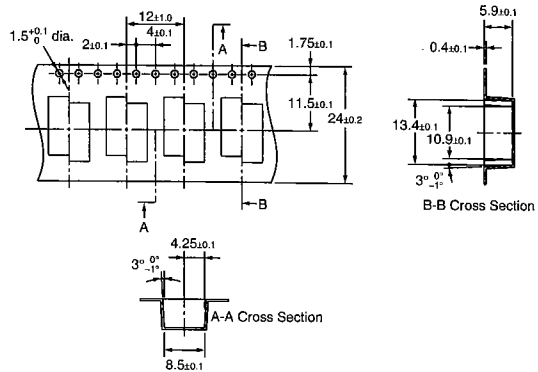 12±1.0
4±0.1
2±0.1
1.5 +0.1 0 dia.
A
B
1.75±0.1
11.5±0.1
24±0.2
A
B
5.9±0.1
0.4±0.1
13.4±0.1
10.9±0.1
3° 0° -1°
B-B Cross Section
4.25±0.1
3° 0° -1°
A-A Cross Section
8.5±0.1